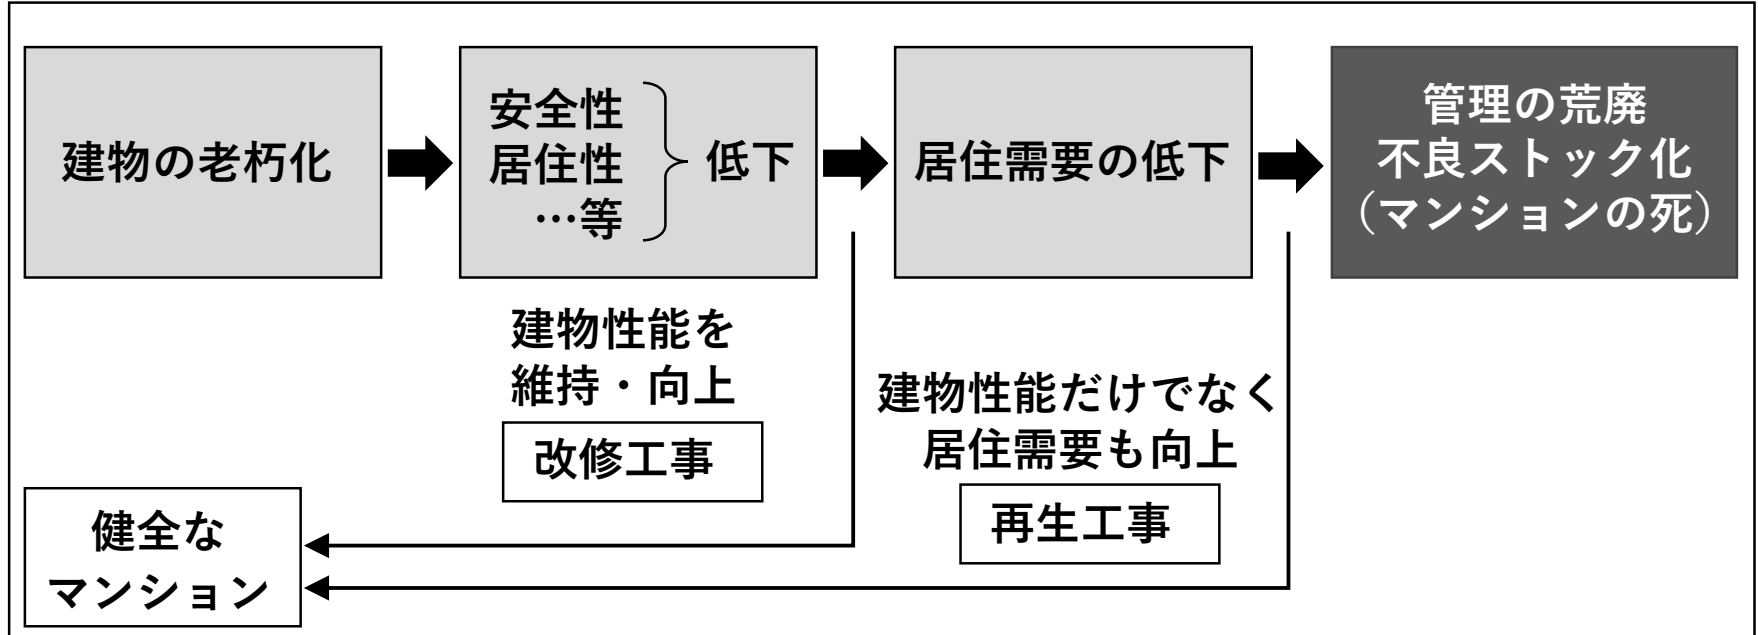 建物の老朽化
安全性
居住性
…等
低下
居住需要の低下
管理の荒廃
不良ストック化
（マンションの死）
建物性能を
維持・向上
改修工事
建物性能だけでなく
居住需要も向上
再生工事
健全な
マンション